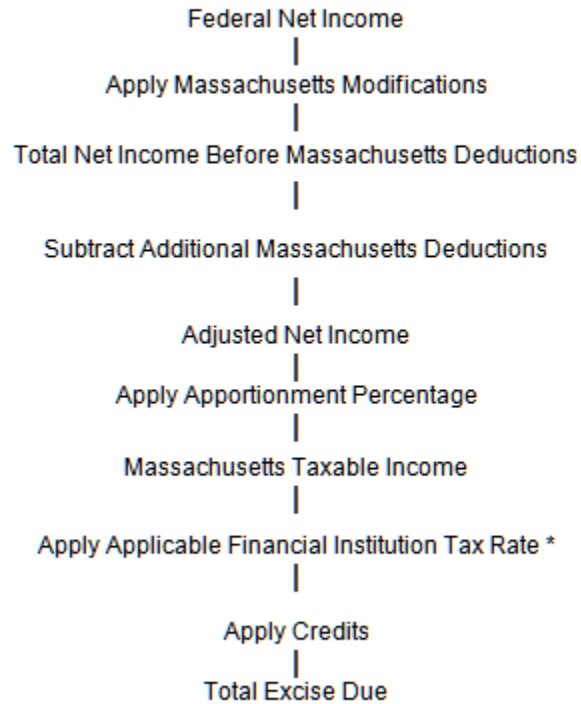 Federal Net Income
Apply Massachusetts Modifications
Total Net Income Before Massachusetts Deductions
Subtract Additional Massachusetts Deductions
Adjusted Net Income
Apply Apportionment Percentage
Massachusetts Taxable Income
Apply Applicable Financial Institution Tax Rate *
Apply Credits
Total Excise Due